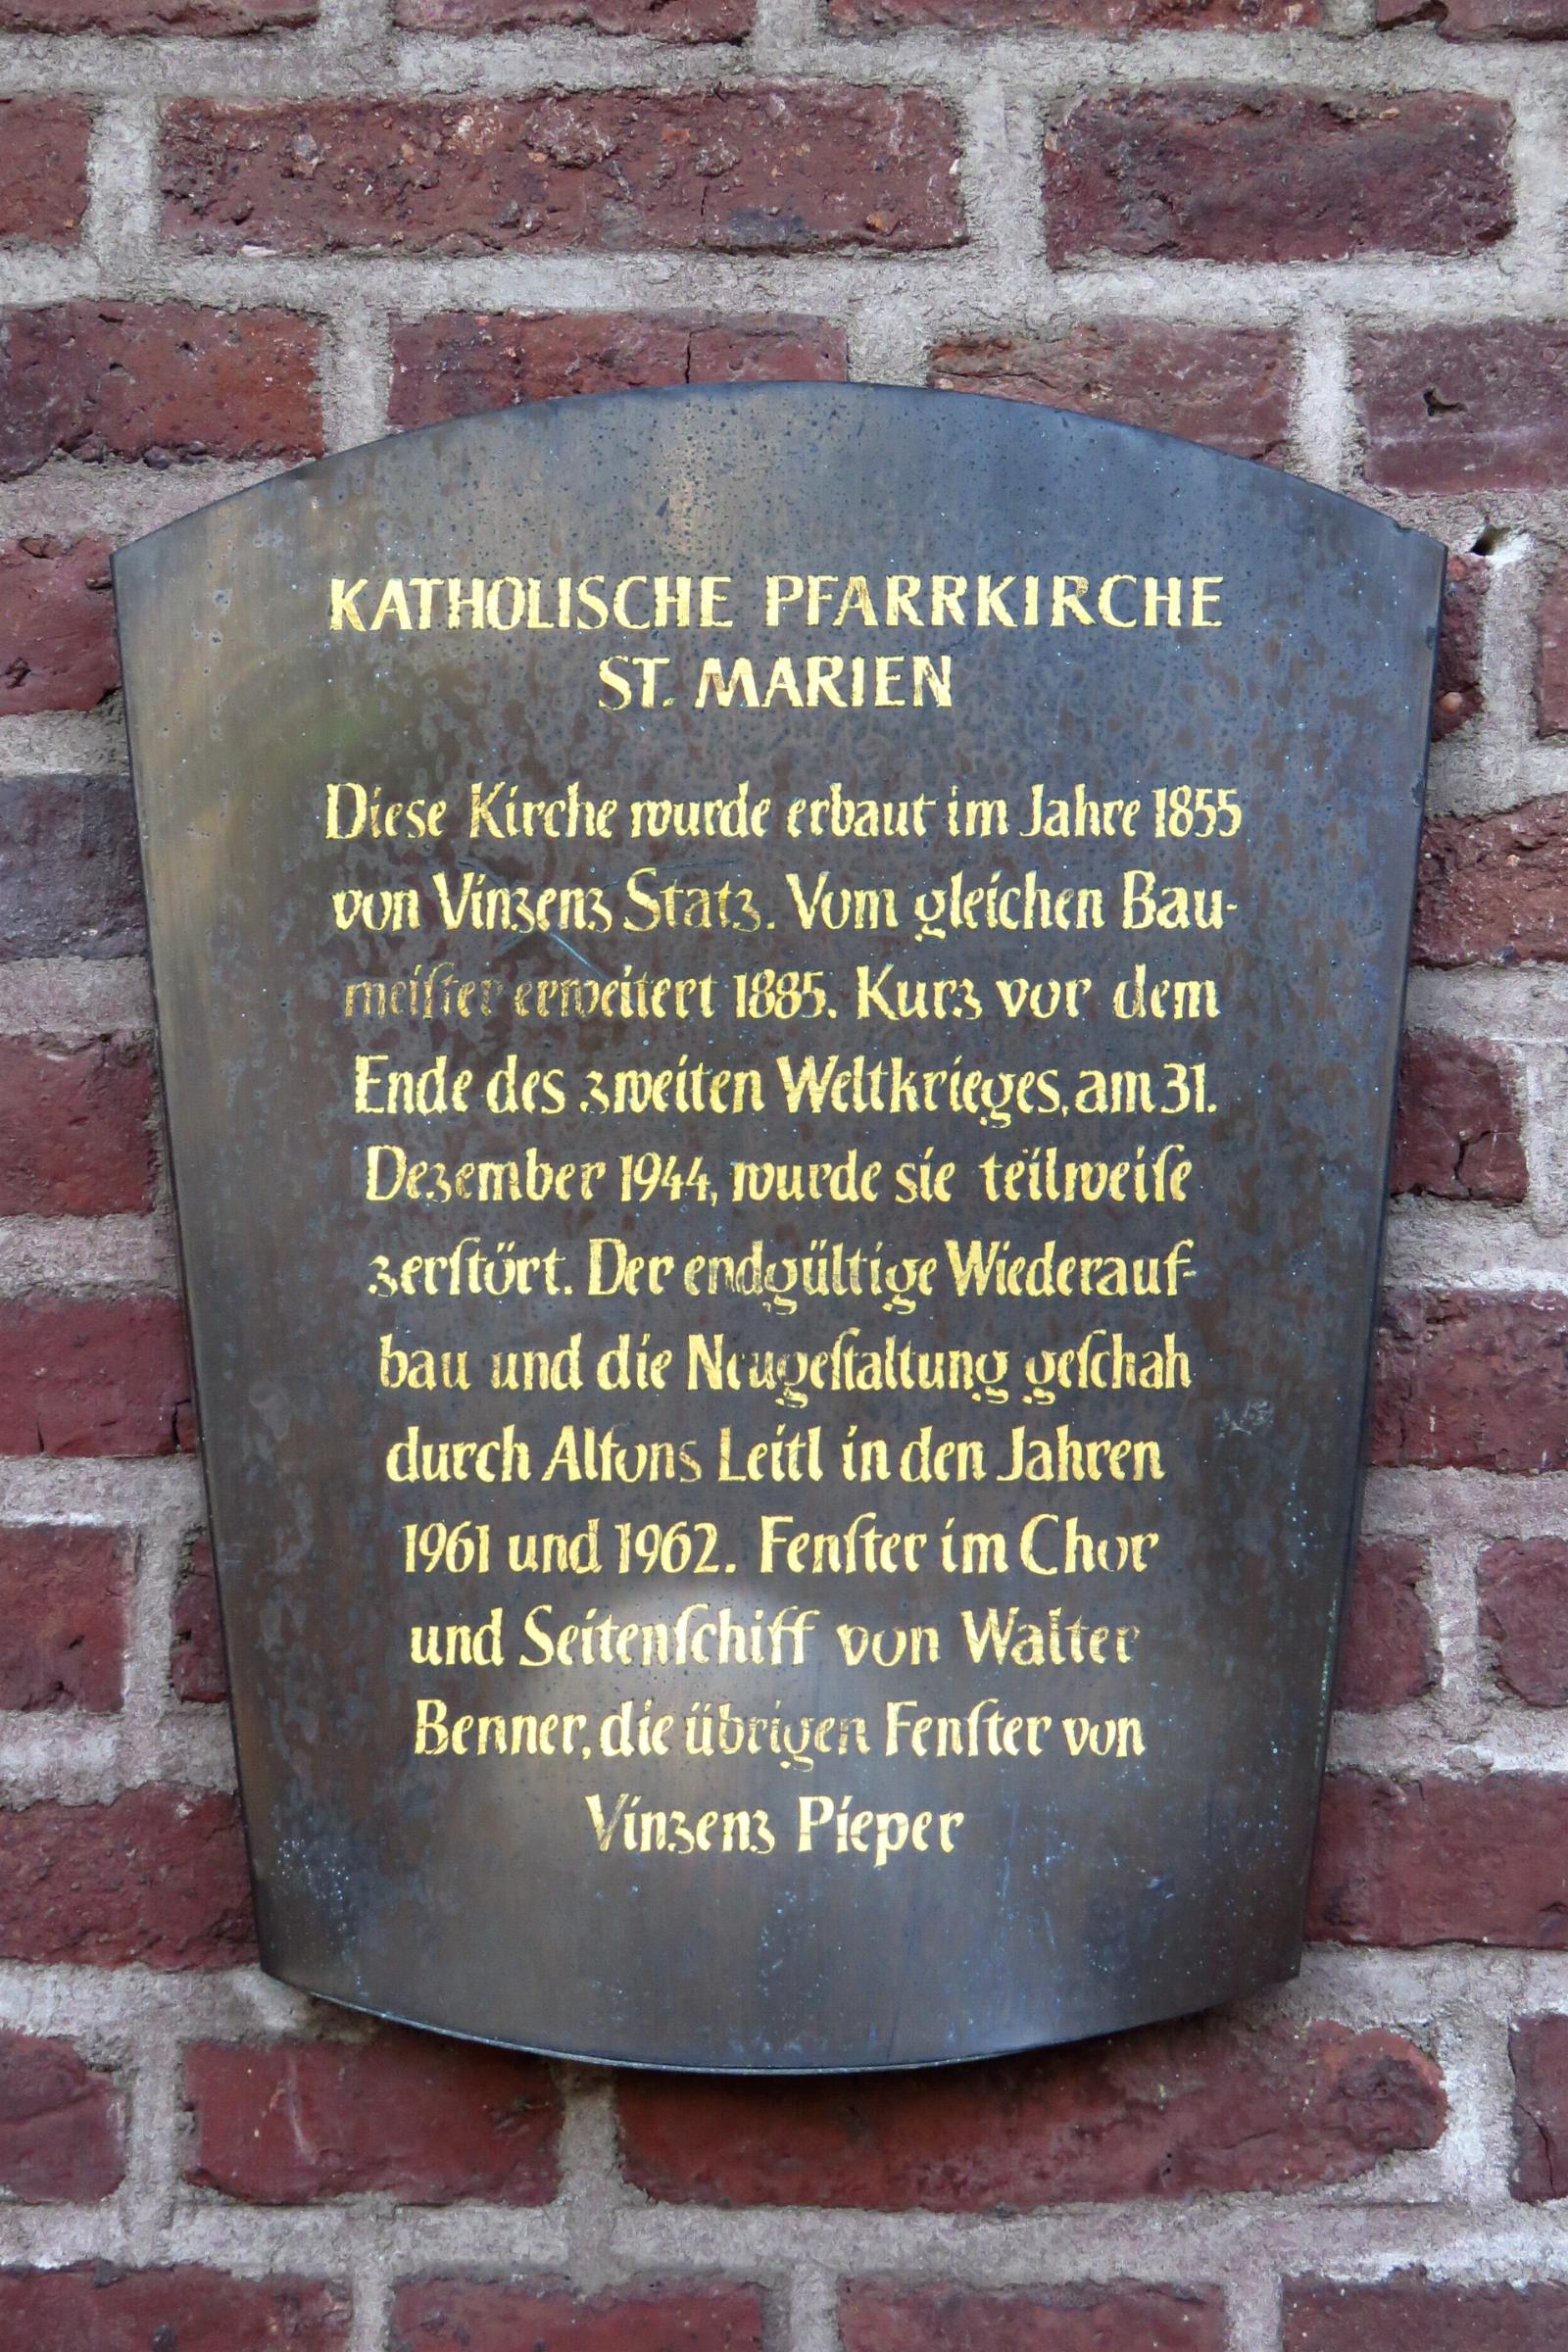 KATHOLISCHE PFARRKIRCHE
ST. MARIEN
Diese Kirche wurde erbaut im Jahre 1855
von Vinzenz Statz. Vom gleichen Bau-
meiſter erweitert 1885. Kurz vor dem
Ende des zweiten Weltkrieges, am 31.
Dezember 1944, wurde sie teilweiſe
zerſtört. Der endgültige Wiederauf-
bau und die Neugeſtaltung geſchah
durch Alfons Leitl in den Jahren
1961 und 1962. Fenſter im Chor
und Seitenſchiff von Walter
Benner, die übrigen Fenſter von
Vinzenz Pieper